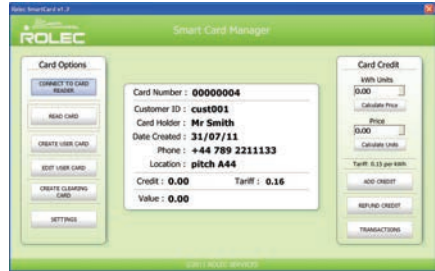 Rolec SmartCard v1.3
ROLEC
Smart Card Manager
Card Options
CONNECT TO CARD
READER
READ CARD
CREATE USER CARD
EDIT USER CARD
CREATE CLEARING
CARD
SETTINGS
Card Number : 00000004
Customer ID : cust001
Card Holder : Mr Smith
Date Created : 31/07/11
Phone : +44 789 2211133
Location : pitch A44
Credit : 0.00 Tariff : 0.16
Value : 0.00
Card Credit
kWh Units
0.00
Calculate Price
Price
0.00
Calculate Units
Tariff: 0.15 per kWh
ADD CREDIT
REFUND CREDIT
TRANSACTIONS
©2011 ROLEC SERVICES